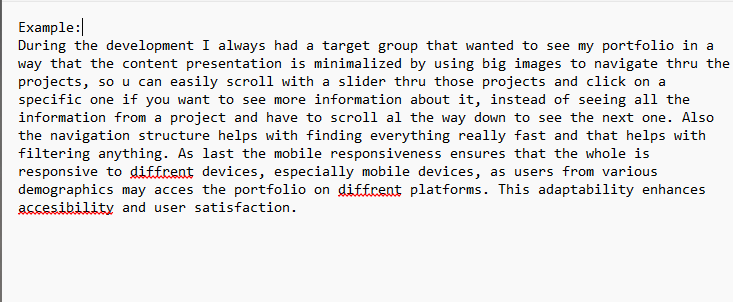 Example:
During the development I always had a target group that wanted to see my portfolio in a
way that the content presentation is minimalized by using big images to navigate thru the
projects, so u can easily scroll with a slider thru those projects and click on a
specific one if you want to see more information about it, instead of seeing all the
information from a project and have to scroll al the way down to see the next one. Also
the navigation structure helps with finding everything really fast and that helps with
filtering anything. As last the mobile responsiveness ensures that the whole is
responsive to diffrent devices, especially mobile devices, as users from various
demographics may acces the portfolio on diffrent platforms. This adaptability enhances
accesibility and user satisfaction.